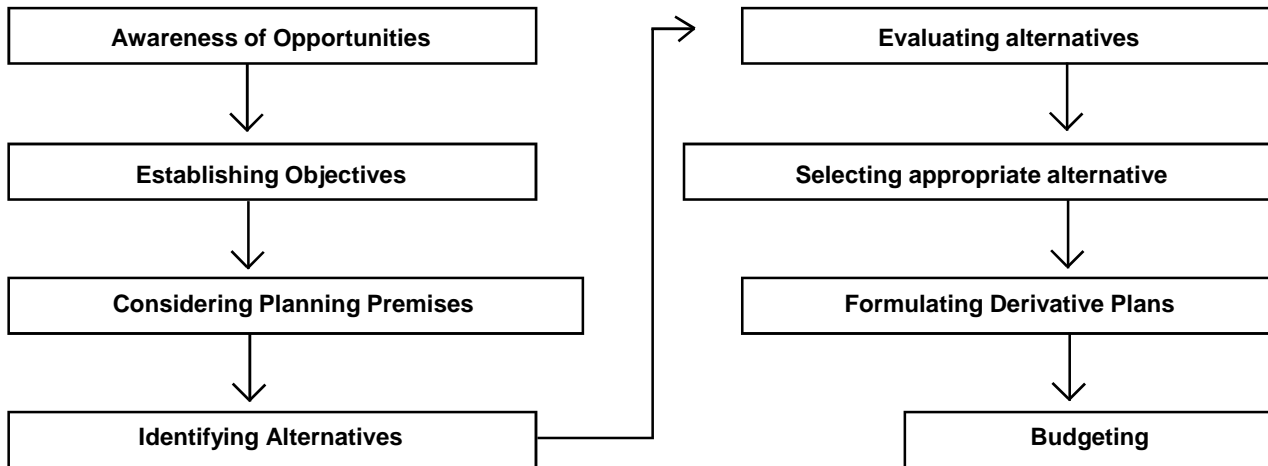 Awareness of Opportunities
Establishing Objectives
Considering Planning Premises
Identifying Alternatives
Evaluating alternatives
Selecting appropriate alternative
Formulating Derivative Plans
Budgeting